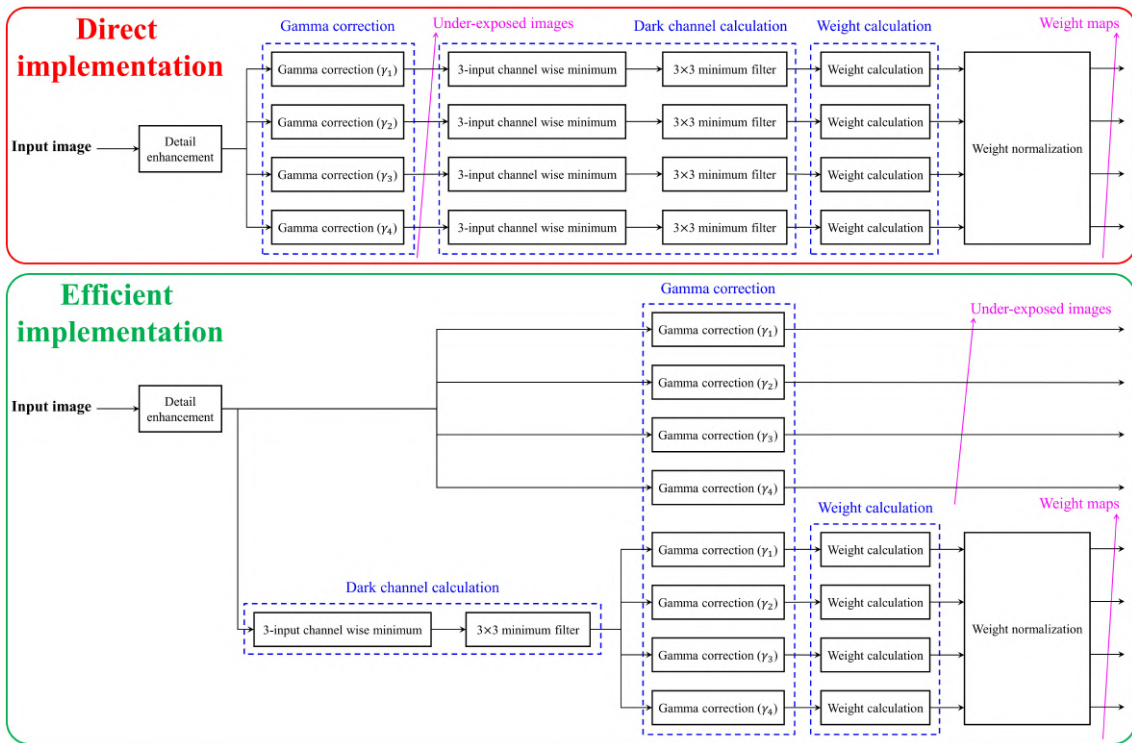 Direct
implementation
Gamma correction
Under-exposed images
Dark channel calculation
Weight calculation
Weight maps
Gamma correction (γ₁)
3-input channel wise minimum
3×3 minimum filter
Weight calculation
Gamma correction (γ₂)
3-input channel wise minimum
3×3 minimum filter
Weight calculation
Input image
Detail
enhancement
Weight normalization
Gamma correction (γ₃)
3-input channel wise minimum
3×3 minimum filter
Weight calculation
Gamma correction (γ₄)
3-input channel wise minimum
3×3 minimum filter
Weight calculation
Efficient
implementation
Gamma correction
Under-exposed images
Gamma correction (γ₁)
Gamma correction (γ₂)
Input image
Detail
enhancement
Gamma correction (γ₃)
Gamma correction (γ₄)
Weight calculation
Weight maps
Gamma correction (γ₁)
Weight calculation
Dark channel calculation
Gamma correction (γ₂)
Weight calculation
3-input channel wise minimum
3×3 minimum filter
Weight normalization
Gamma correction (γ₃)
Weight calculation
Gamma correction (γ₄)
Weight calculation